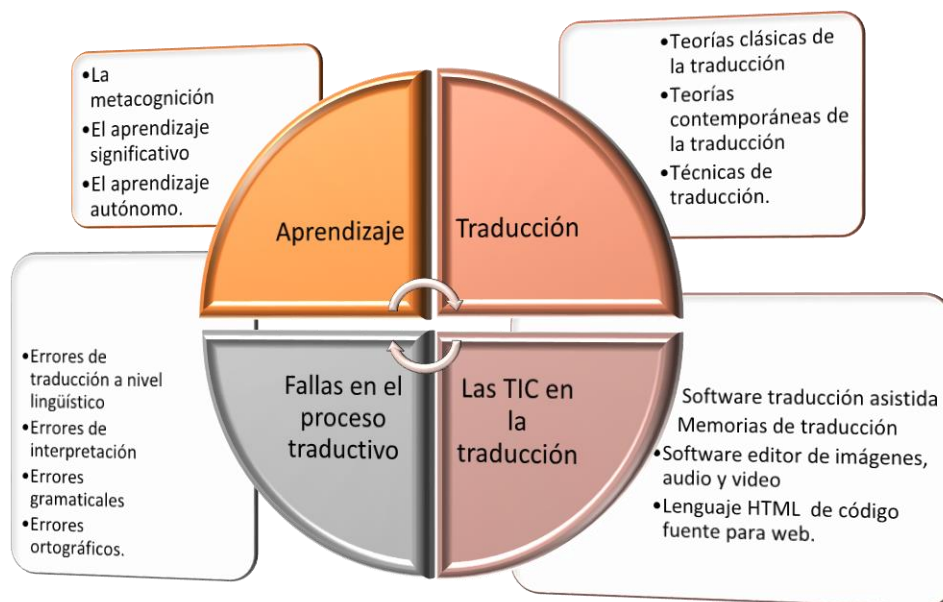 •La
metacognición
•El aprendizaje
significativo
•El aprendizaje
autónomo.
•Teorías clásicas de
la traducción
•Teorías
contemporáneas de
la traducción
•Técnicas de
traducción.
Aprendizaje
Traducción
•Errores de
traducción a nivel
lingüístico
•Errores de
interpretación
•Errores
gramaticales
•Errores
ortográficos.
Fallas en el
proceso
traductivo
Las TIC en
la
traducción
Software traducción asistida
Memorias de traducción
•Software editor de imágenes,
audio y video
•Lenguaje HTML de código
fuente para web.